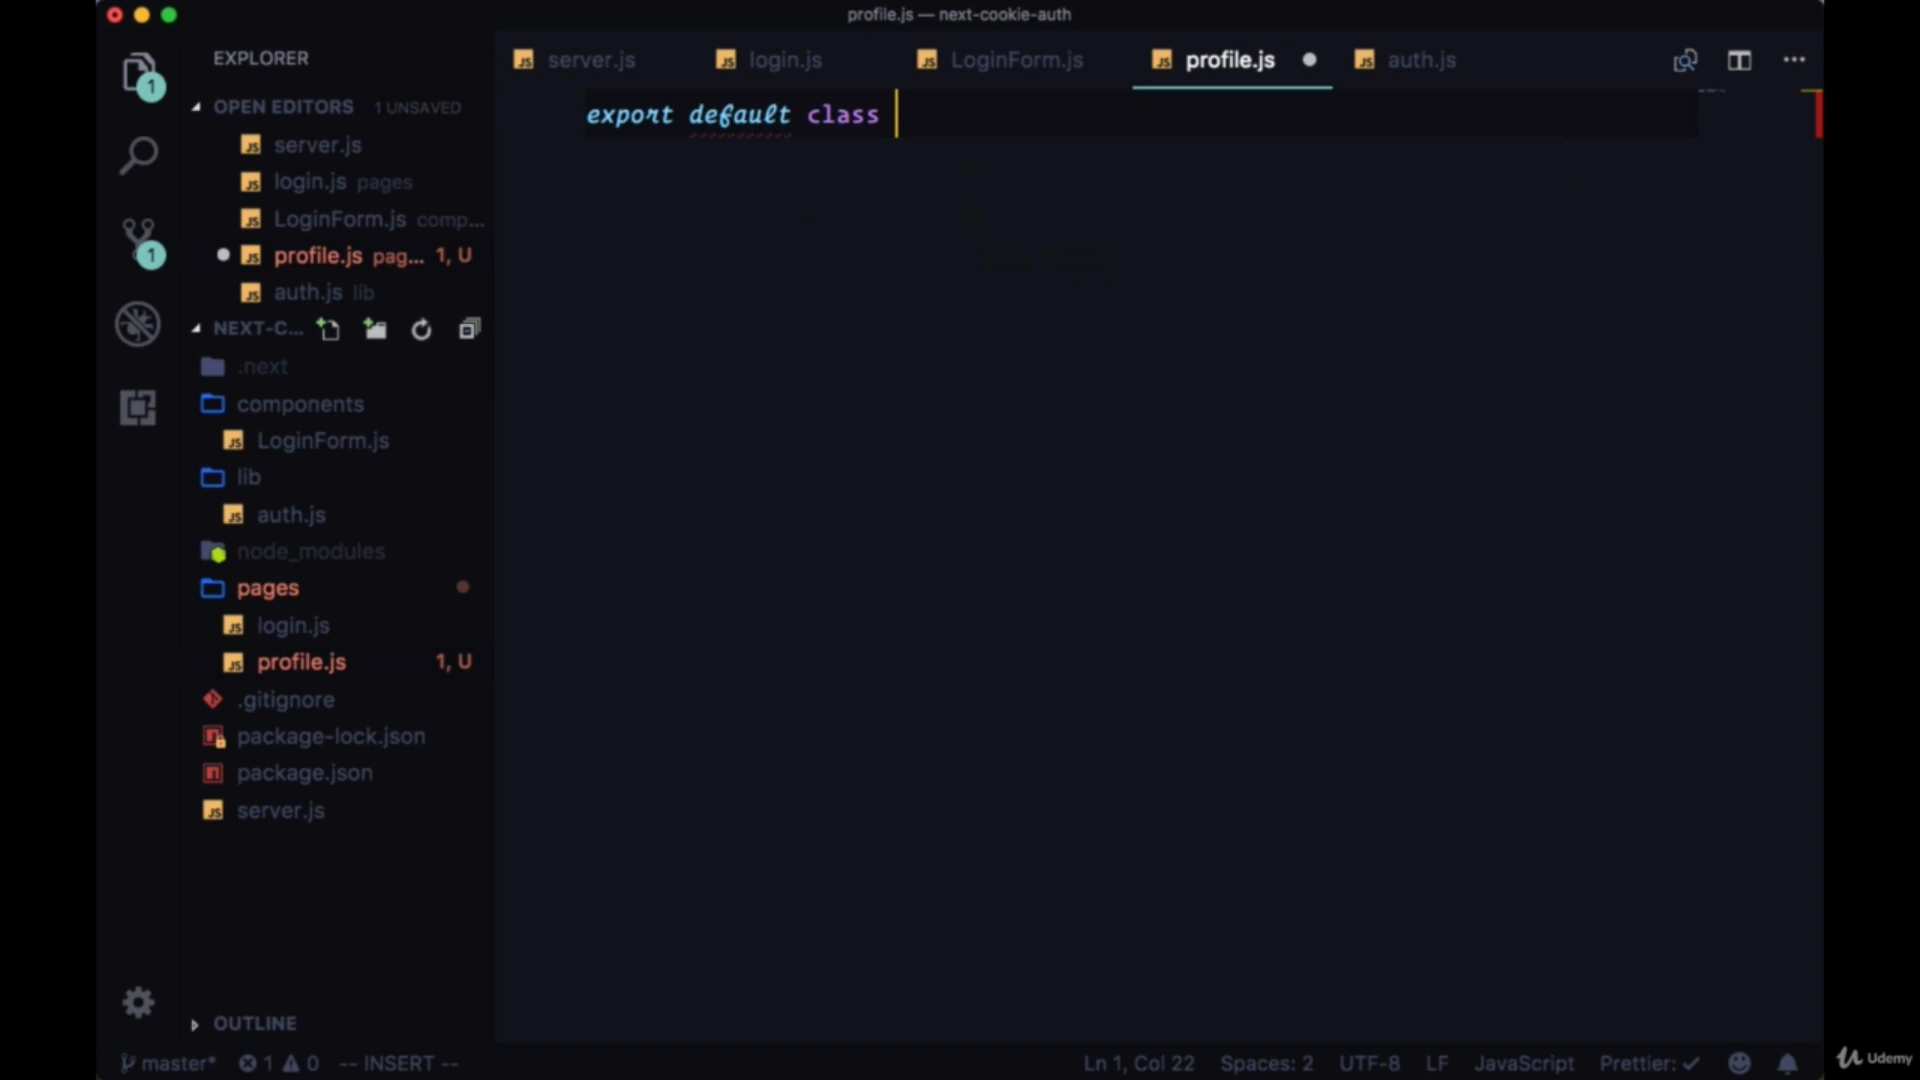 profile.js — next-cookie-auth
EXPLORER
server.js
login.js
LoginForm.js
profile.js
auth.js
1
OPEN EDITORS 1 UNSAVED
export default class
server.js
login.js pages
LoginForm.js comp...
1
profile.js pag... 1, U
auth.js lib
NEXT-C...
.next
components
LoginForm.js
lib
auth.js
node_modules
pages
login.js
profile.js 1, U
.gitignore
package-lock.json
package.json
server.js
OUTLINE
master* 1 0 -- INSERT --
Ln 1, Col 22 Spaces: 2 UTF-8 LF JavaScript Prettier: ✓
Udemy